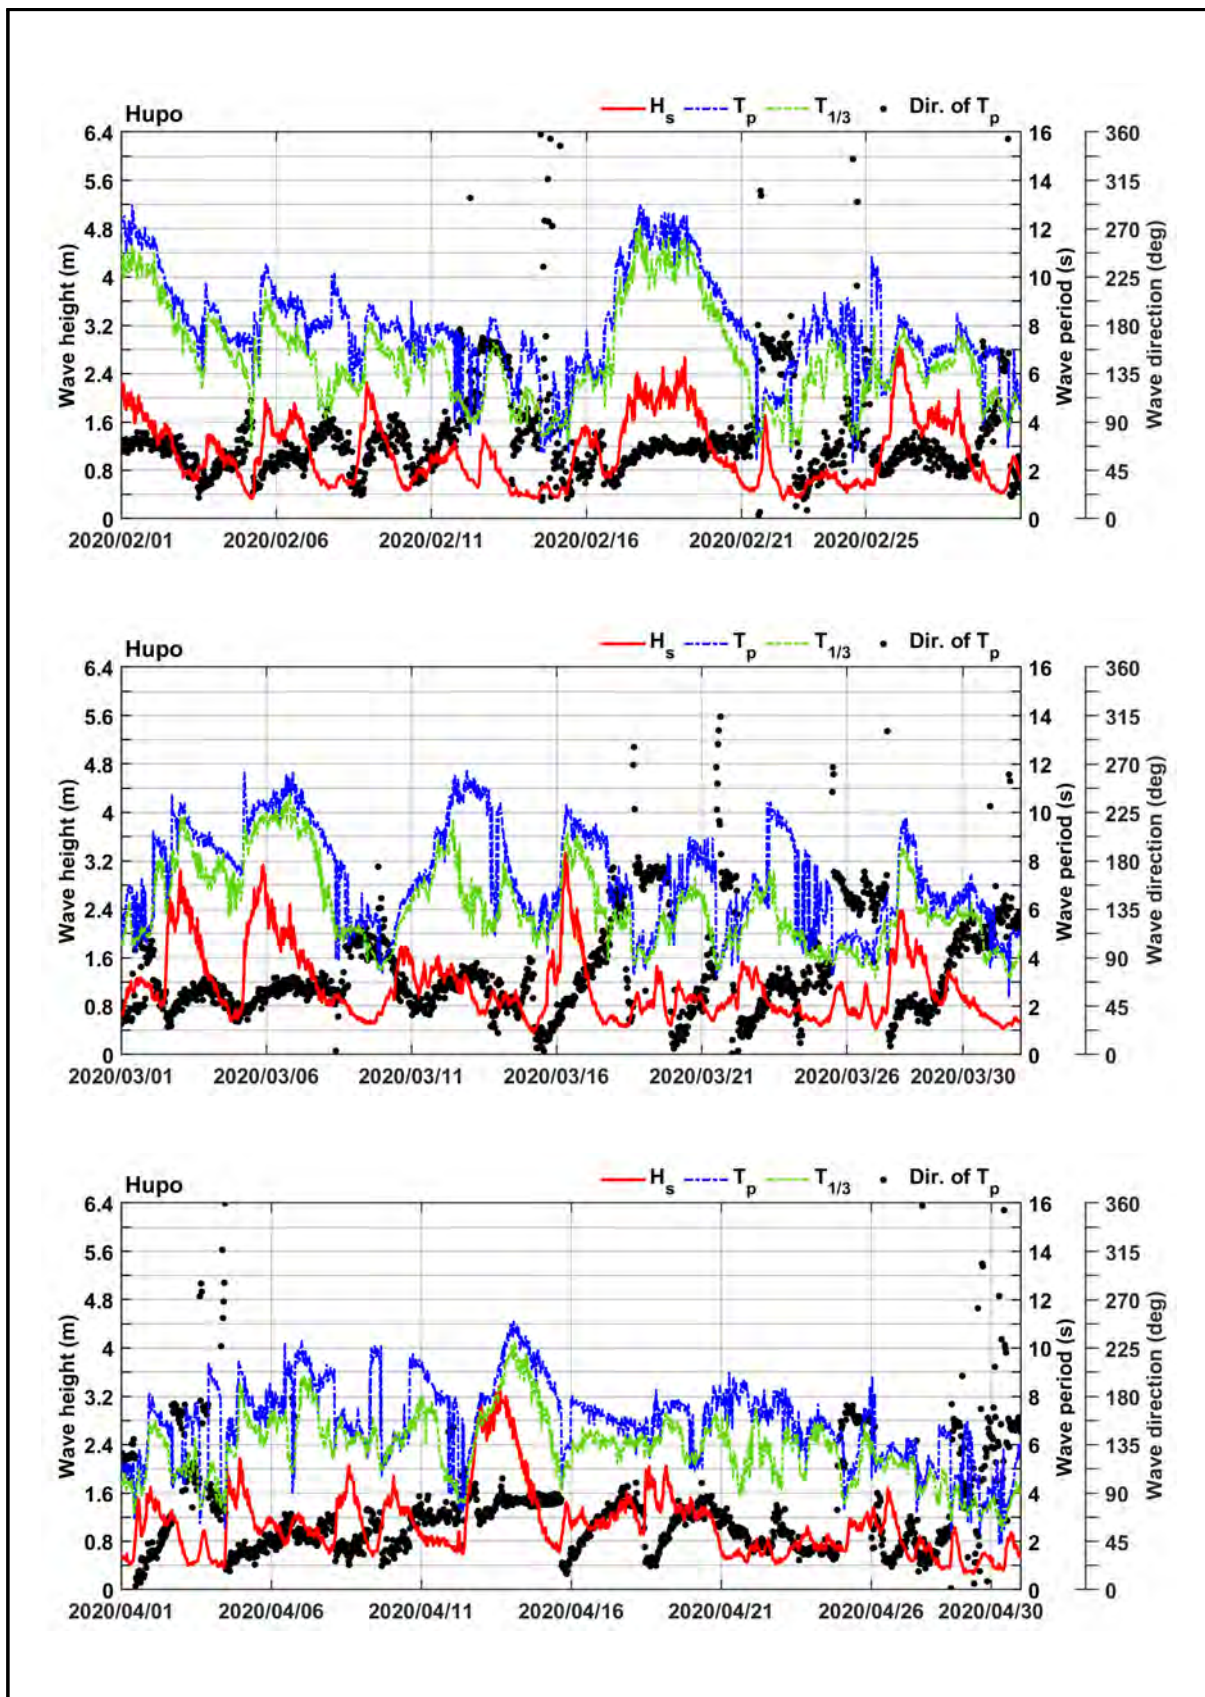 Hupo
Hs Tp T1/3 Dir. of Tp
6.4 16 360
5.6 14 315
4.8 12 270
4 10 225
3.2 8 180
2.4 6 135
1.6 4 90
0.8 2 45
0 0 0
Wave height (m)
Wave period (s)
Wave direction (deg)
2020/02/01 2020/02/06 2020/02/11 2020/02/16 2020/02/21 2020/02/25
Hupo
Hs Tp T1/3 Dir. of Tp
6.4 16 360
5.6 14 315
4.8 12 270
4 10 225
3.2 8 180
2.4 6 135
1.6 4 90
0.8 2 45
0 0 0
Wave height (m)
Wave period (s)
Wave direction (deg)
2020/03/01 2020/03/06 2020/03/11 2020/03/16 2020/03/21 2020/03/26 2020/03/30
Hupo
Hs Tp T1/3 Dir. of Tp
6.4 16 360
5.6 14 315
4.8 12 270
4 10 225
3.2 8 180
2.4 6 135
1.6 4 90
0.8 2 45
0 0 0
Wave height (m)
Wave period (s)
Wave direction (deg)
2020/04/01 2020/04/06 2020/04/11 2020/04/16 2020/04/21 2020/04/26 2020/04/30